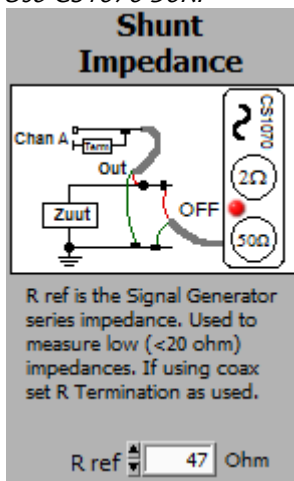 Use CS1070 50R.
Shunt
Impedance
CS1070
Chan A
Term
Out
2Ω
Zuut
OFF
50Ω
R ref is the Signal Generator
series impedance. Used to
measure low (<20 ohm)
impedances. If using coax
set R Termination as used.
R ref 47 Ohm